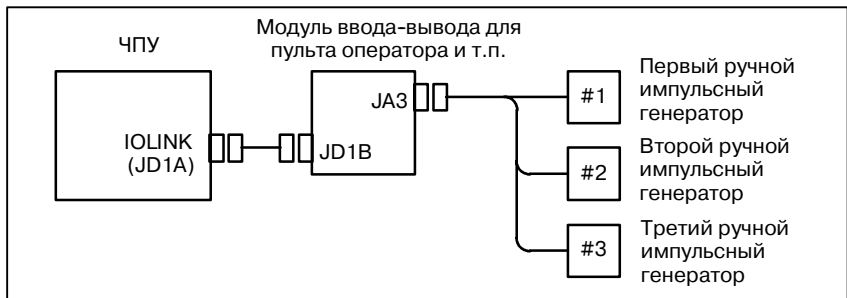 ЧПУ
Модуль ввода-вывода для
пульта оператора и т.п.
IOLINK
(JD1A)
JD1B
JA3
#1
Первый ручной
импульсный
генератор
#2
Второй ручной
импульсный
генератор
#3
Третий ручной
импульсный
генератор